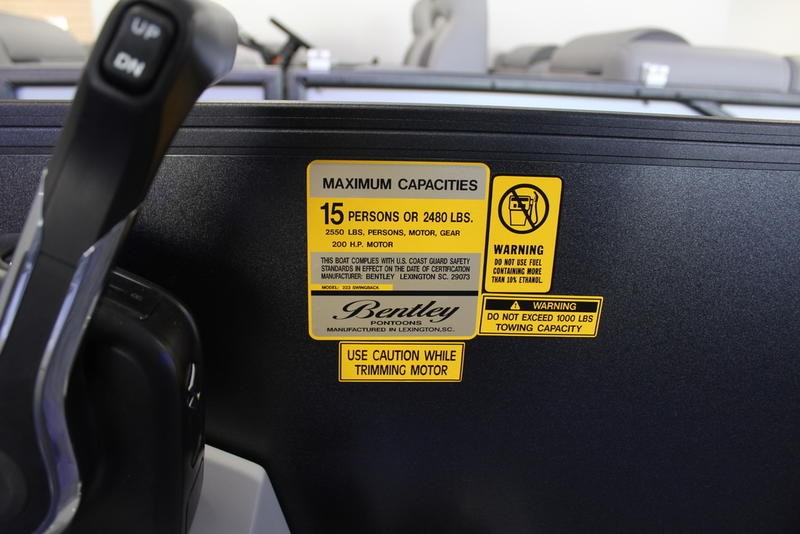 UP
DN
MAXIMUM CAPACITIES
15 PERSONS OR 2480 LBS.
2550 LBS, PERSONS, MOTOR, GEAR
200 H.P. MOTOR
THIS BOAT COMPLIES WITH U.S. COAST GUARD SAFETY
STANDARDS IN EFFECT ON THE DATE OF CERTIFICATION
MANUFACTURER: BENTLEY LEXINGTON SC. 29073
MODEL: 223 SWINGBACK
Bentley
PONTOONS
MANUFACTURED IN LEXINGTON,SC.
WARNING
DO NOT USE FUEL
CONTAINING MORE
THAN 10% ETHANOL.
WARNING
DO NOT EXCEED 1000 LBS
TOWING CAPACITY
USE CAUTION WHILE
TRIMMING MOTOR